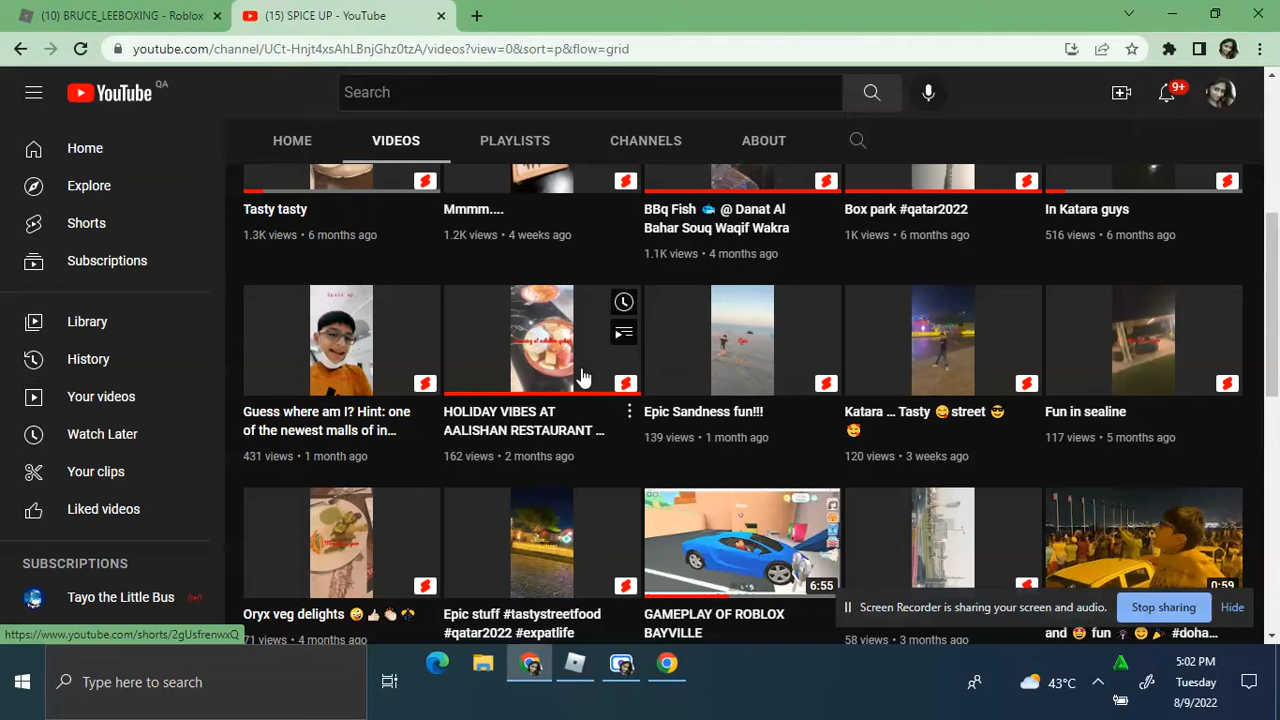 (10) BRUCE_LEEBOXING - Roblox
(15) SPICE UP - YouTube
youtube.com/channel/UCt-Hnjt4xsAhLBnjGhz0tzA/videos?view=0&sort=p&flow=grid
YouTube QA
Search
9+
HOME VIDEOS PLAYLISTS CHANNELS ABOUT
Home
Explore
Shorts
Subscriptions
Library
History
Your videos
Watch Later
Your clips
Liked videos
SUBSCRIPTIONS
Tayo the Little Bus
Tasty tasty
1.3K views • 6 months ago
Mmmm....
1.2K views • 4 weeks ago
BBq Fish 🐟 @ Danat Al
Bahar Souq Waqif Wakra
1.1K views • 4 months ago
Box park #qatar2022
1K views • 6 months ago
In Katara guys
516 views • 6 months ago
Spice up
Guess where am I? Hint: one
of the newest malls of in...
431 views • 1 month ago
HOLIDAY VIBES AT
AALISHAN RESTAURANT ...
162 views • 2 months ago
Epic
Epic Sandness fun!!!
139 views • 1 month ago
Katara ... Tasty 😋 street 😎
🥰
120 views • 3 weeks ago
Fun in sealine
117 views • 5 months ago
Oryx veg delights 🤪 👍🏻 👏🏻
71 views • 4 months ago
Epic stuff #tastystreetfood
#qatar2022 #expatlife
6:55
GAMEPLAY OF ROBLOX
BAYVILLE
58 views • 3 months ago
0:59
and 🤩 fun
#doha...
Screen Recorder is sharing your screen and audio.
Stop sharing
Hide
https://www.youtube.com/shorts/2gUsfrenwxQ
Type here to search
43°C
5:02 PM
Tuesday
8/9/2022